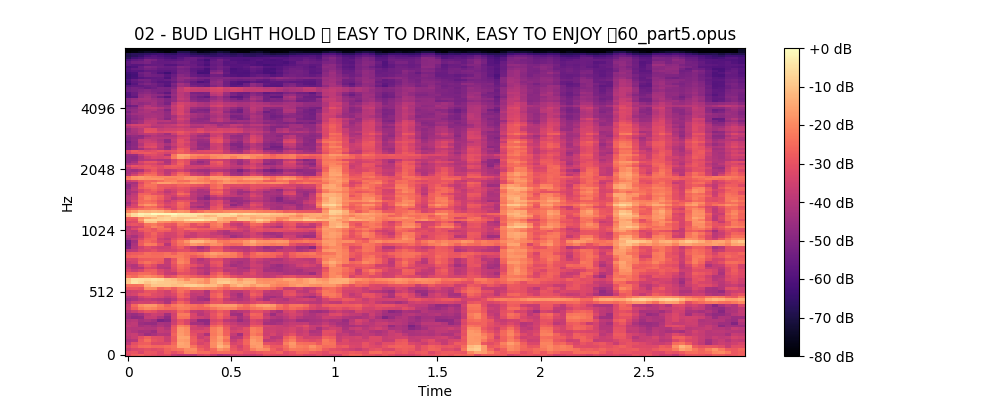 02 - BUD LIGHT HOLD ▯ EASY TO DRINK, EASY TO ENJOY ▯60_part5.opus
+0 dB
4096
-10 dB
-20 dB
2048
-30 dB
Hz
-40 dB
1024
-50 dB
512
-60 dB
-70 dB
0
-80 dB
0
0.5
1
1.5
2
2.5
Time